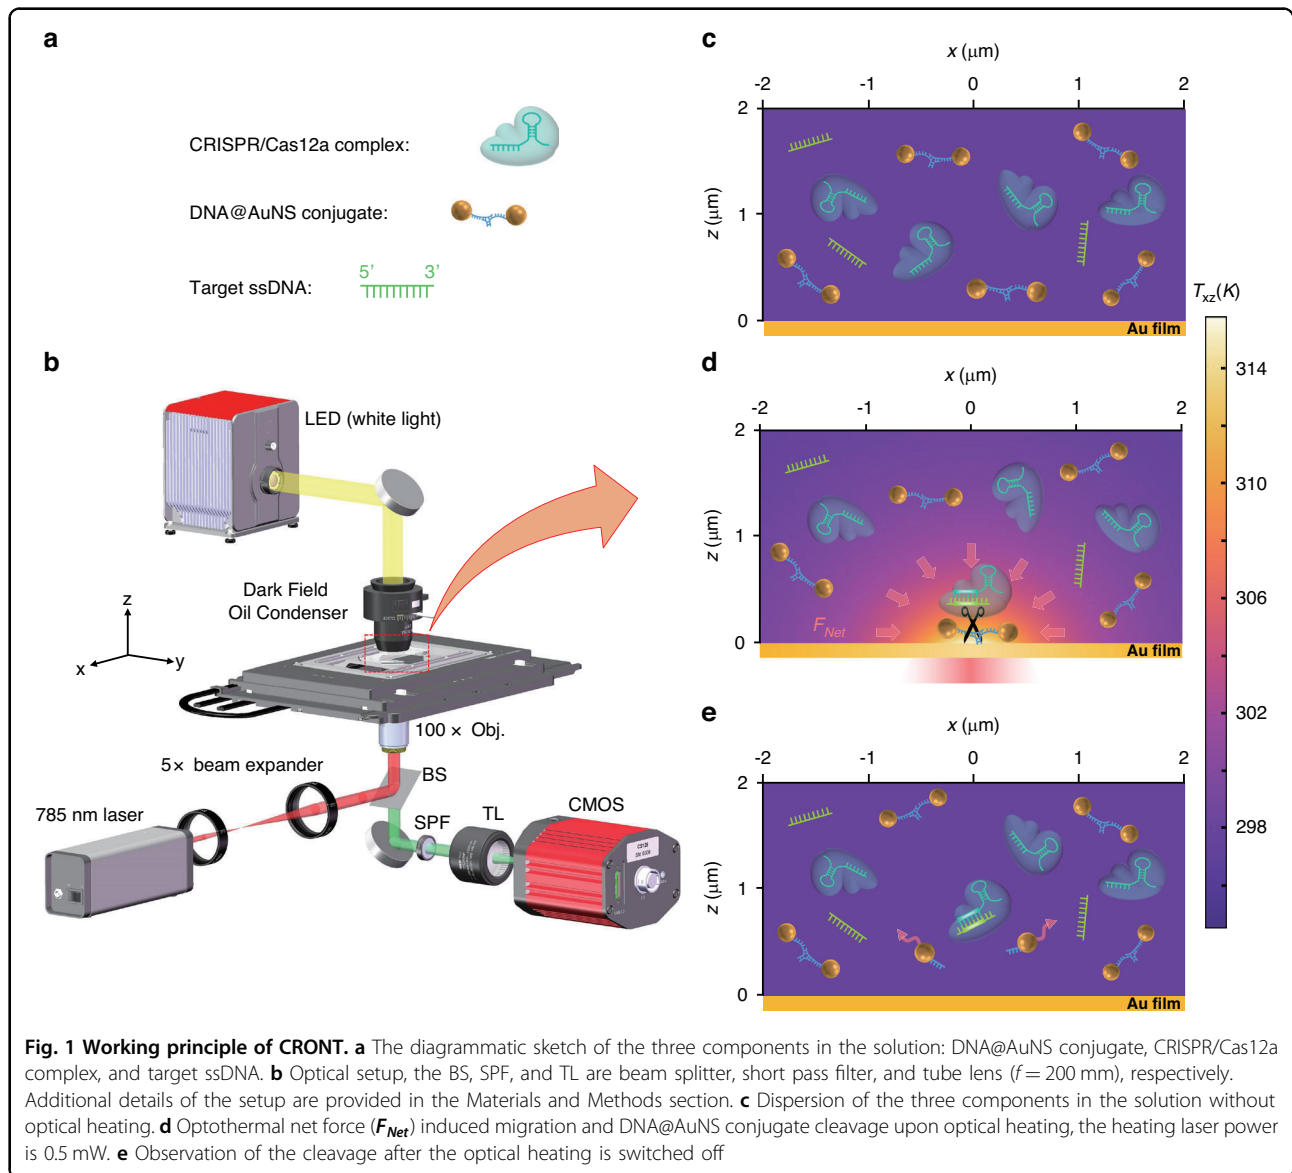 a
CRISPR/Cas12a complex:
DNA@AuNS conjugate:
5’ 3’
Target ssDNA:
b
LED (white light)
Dark Field
Oil Condenser
z
x
y
100 × Obj.
5× beam expander
BS
785 nm laser
SPF
TL
CMOS
c
x (μm)
-2 -1 0 1 2
2
z (μm)
1
0
Au film
T_xz(K)
314
310
306
302
298
d
x (μm)
-2 -1 0 1 2
2
z (μm)
1
F_Net
0
Au film
e
x (μm)
-2 -1 0 1 2
2
z (μm)
1
0
Au film
Fig. 1 Working principle of CRONT. a The diagrammatic sketch of the three components in the solution: DNA@AuNS conjugate, CRISPR/Cas12a
complex, and target ssDNA. b Optical setup, the BS, SPF, and TL are beam splitter, short pass filter, and tube lens (f = 200 mm), respectively.
Additional details of the setup are provided in the Materials and Methods section. c Dispersion of the three components in the solution without
optical heating. d Optothermal net force (F_Net) induced migration and DNA@AuNS conjugate cleavage upon optical heating, the heating laser power
is 0.5 mW. e Observation of the cleavage after the optical heating is switched off